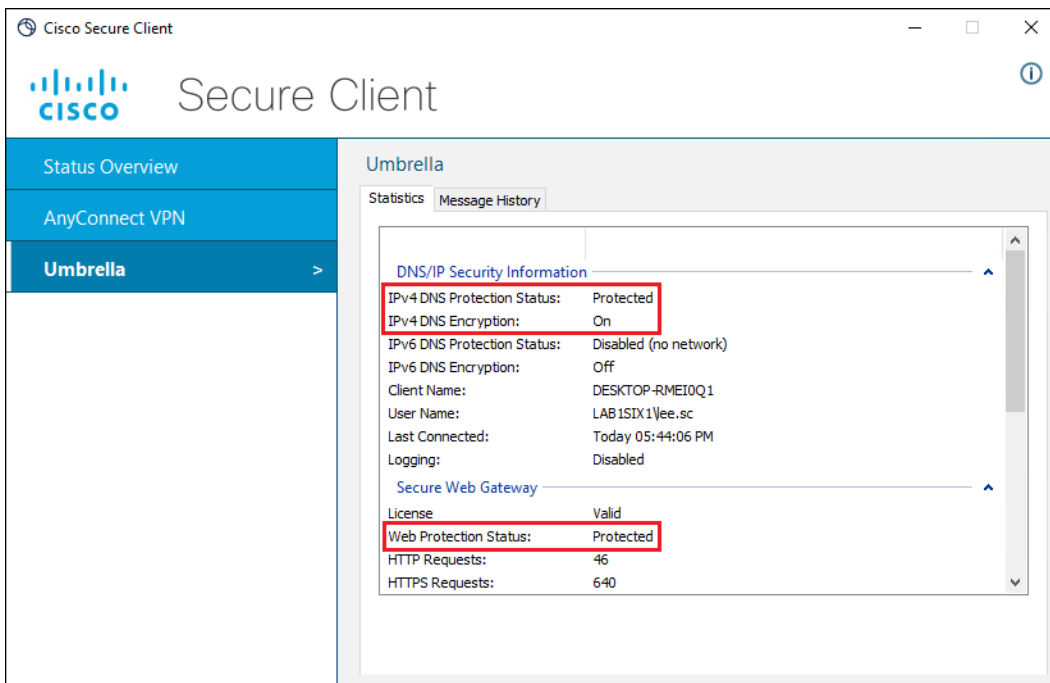 Cisco Secure Client
CISCO Secure Client
Status Overview
AnyConnect VPN
Umbrella >
Umbrella
Statistics Message History
DNS/IP Security Information
IPv4 DNS Protection Status: Protected
IPv4 DNS Encryption: On
IPv6 DNS Protection Status: Disabled (no network)
IPv6 DNS Encryption: Off
Client Name: DESKTOP-RMEI0Q1
User Name: LAB1SIX1\lee.sc
Last Connected: Today 05:44:06 PM
Logging: Disabled
Secure Web Gateway
License Valid
Web Protection Status: Protected
HTTP Requests: 46
HTTPS Requests: 640